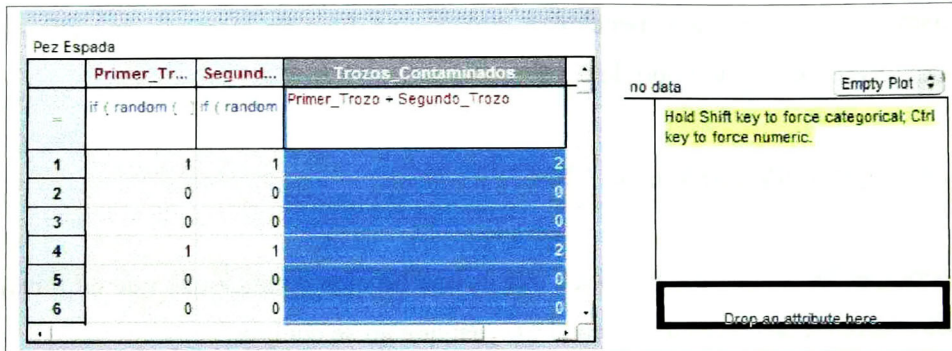 Pez Espada
Primer_Tr... Segund... Trozos_Contaminados
= if ( random ( ) if ( random Primer_Trozo + Segundo_Trozo
1 1 1 2
2 0 0 0
3 0 0 0
4 1 1 2
5 0 0 0
6 0 0 0
no data Empty Plot
Hold Shift key to force categorical; Ctrl
key to force numeric.
Drop an attribute here.